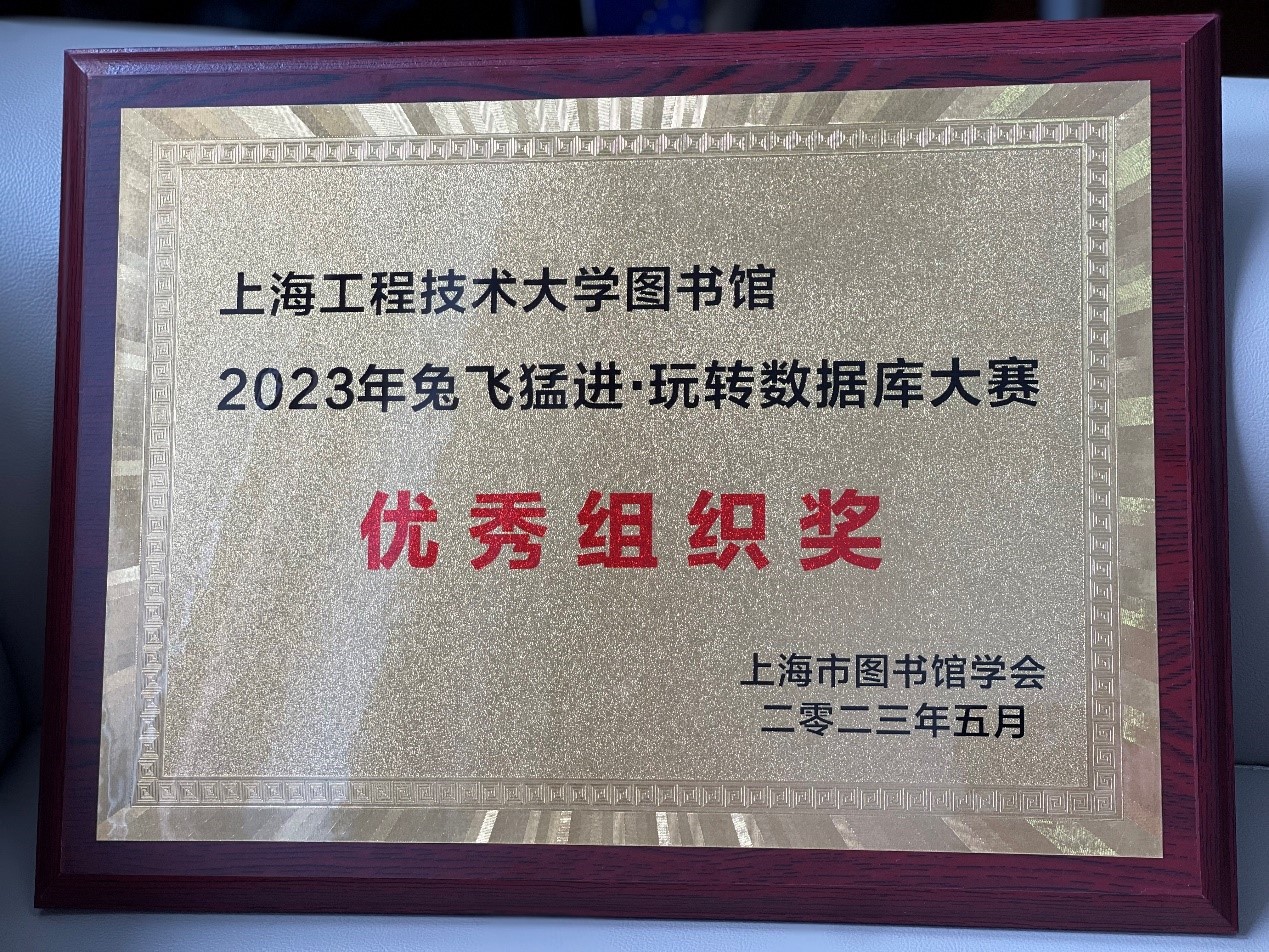 上海工程技术大学图书馆
2023年兔飞猛进·玩转数据库大赛
优秀组织奖
上海市图书馆学会
二零二三年五月